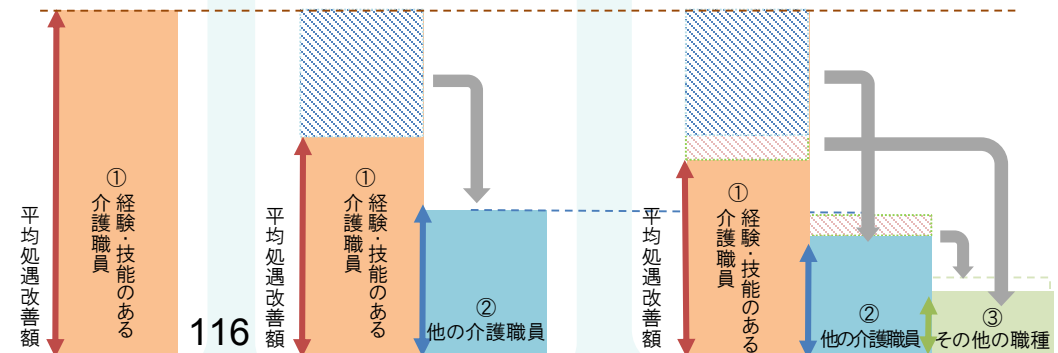 平均処遇改善額
①
経験・技能のある
介護職員
116
平均処遇改善額
①
経験・技能のある
介護職員
②
他の介護職員
平均処遇改善額
①
経験・技能のある
介護職員
②
他の介護職員
③
その他の職種